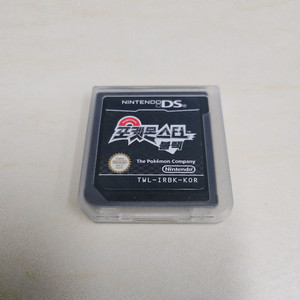 NINTENDO DS
포켓몬스터
블랙
The Pokémon Company
Nintendo
TWL-IRBK-KOR